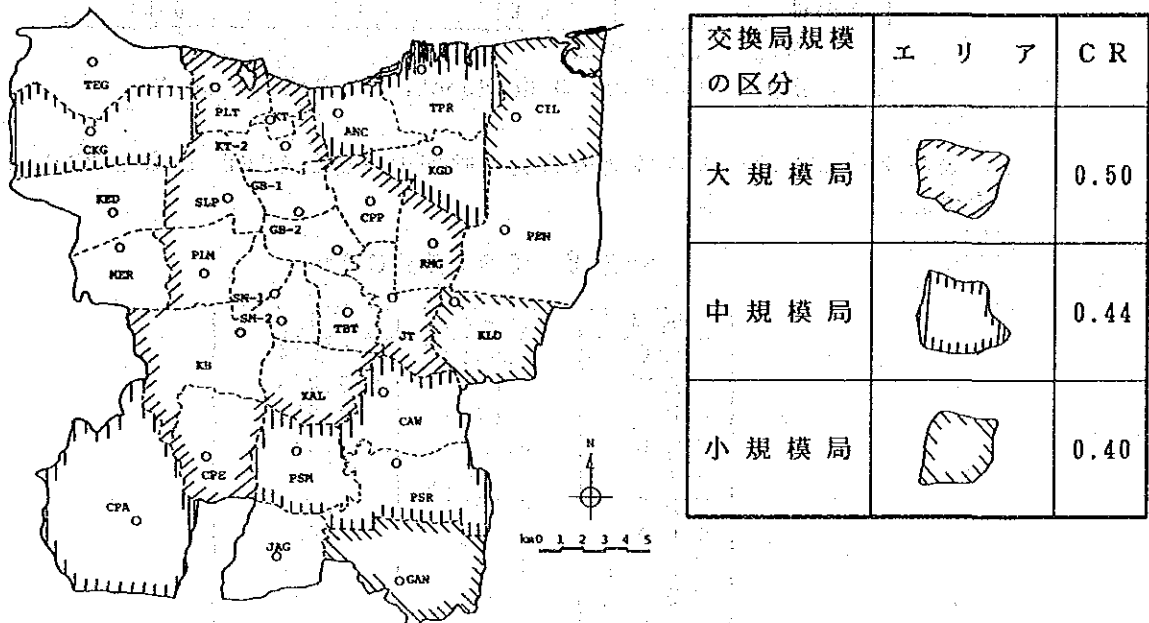 TEG
CKG
KED
MER
PLT
KT-1
KT-2
ANC
TPR
KGD
CIL
SLP
GB-1
GB-2
CPP
RMG
PEN
PLM
SM-1
SM-2
TBT
JT
KLD
KB
KAL
CAW
CPE
PSM
PSR
CPA
JAG
GAN
N
km 0 1 2 3 4 5
交換局規模の区分
エリア
CR
大規模局
0.50
中規模局
0.44
小規模局
0.40